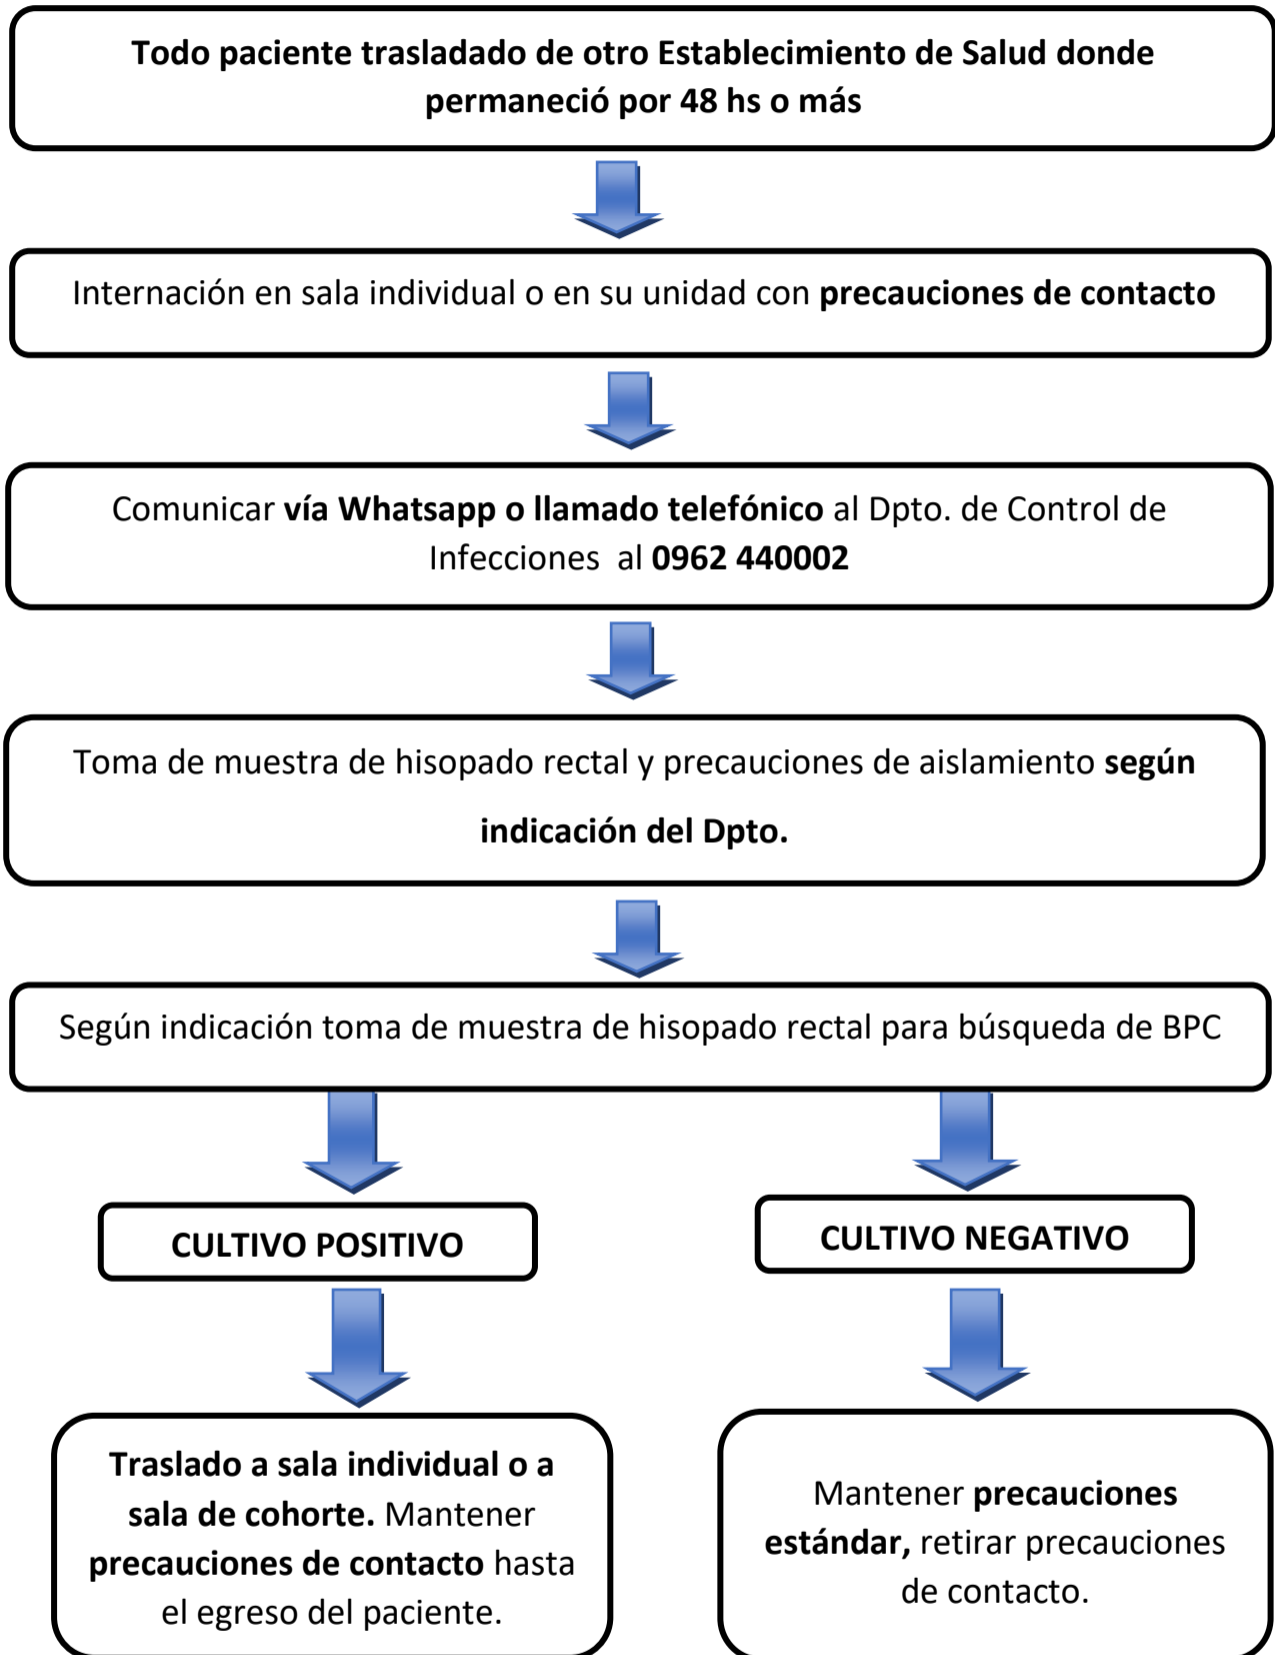 Todo paciente trasladado de otro Establecimiento de Salud donde
permaneció por 48 hs o más
Internación en sala individual o en su unidad con precauciones de contacto
Comunicar vía Whatsapp o llamado telefónico al Dpto. de Control de
Infecciones al 0962 440002
Toma de muestra de hisopado rectal y precauciones de aislamiento según
indicación del Dpto.
Según indicación toma de muestra de hisopado rectal para búsqueda de BPC
CULTIVO POSITIVO
CULTIVO NEGATIVO
Traslado a sala individual o a
sala de cohorte. Mantener
precauciones de contacto hasta
el egreso del paciente.
Mantener precauciones
estándar, retirar precauciones
de contacto.